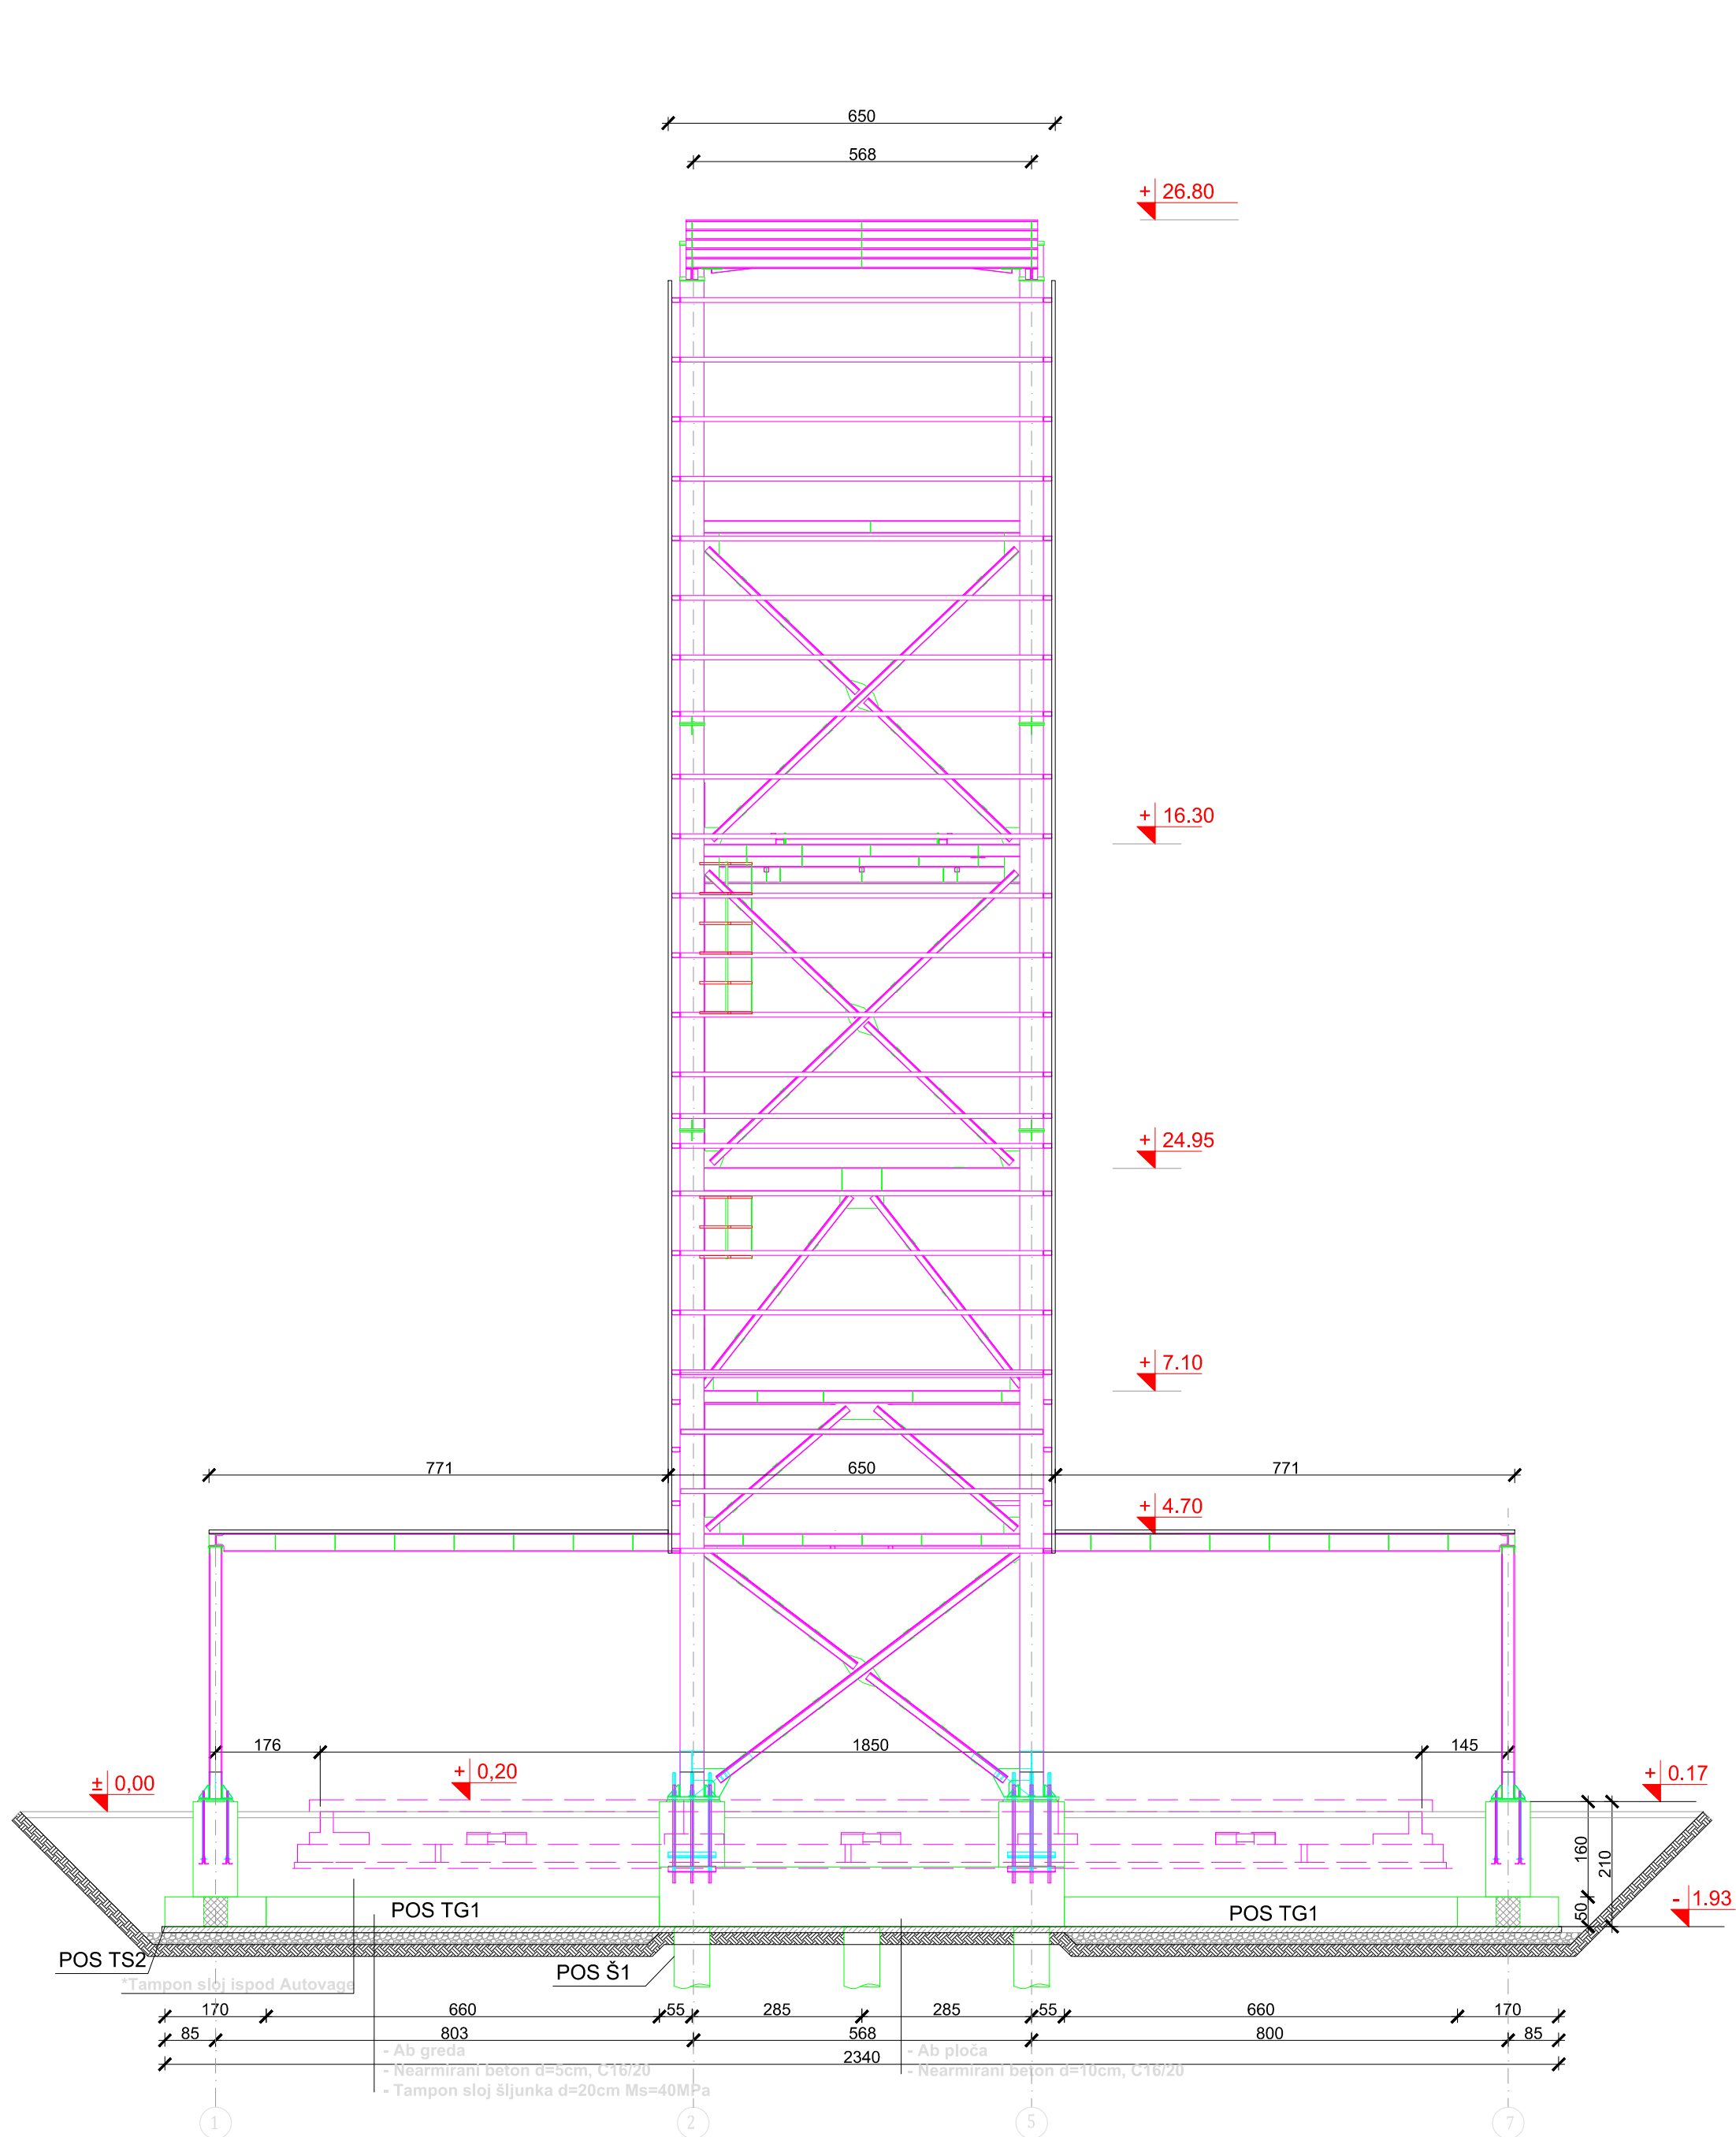 650
568
+ 26.80
+ 16.30
+ 24.95
+ 7.10
771 650 771
+ 4.70
176 1850 145
± 0,00
+ 0,20
+ 0.17
160
210
50
- 1.93
POS TG1
POS TG1
POS TS2
POS Š1
*Tampon sloj ispod Autovage
170 660 55 285 285 55 660 170
85 803 568 800 85
2340
- Ab greda
- Nearmirani beton d=5cm, C16/20
- Tampon sloj šljunka d=20cm Ms=40MPa
- Ab ploča
- Nearmirani beton d=10cm, C16/20
1 2 5 7